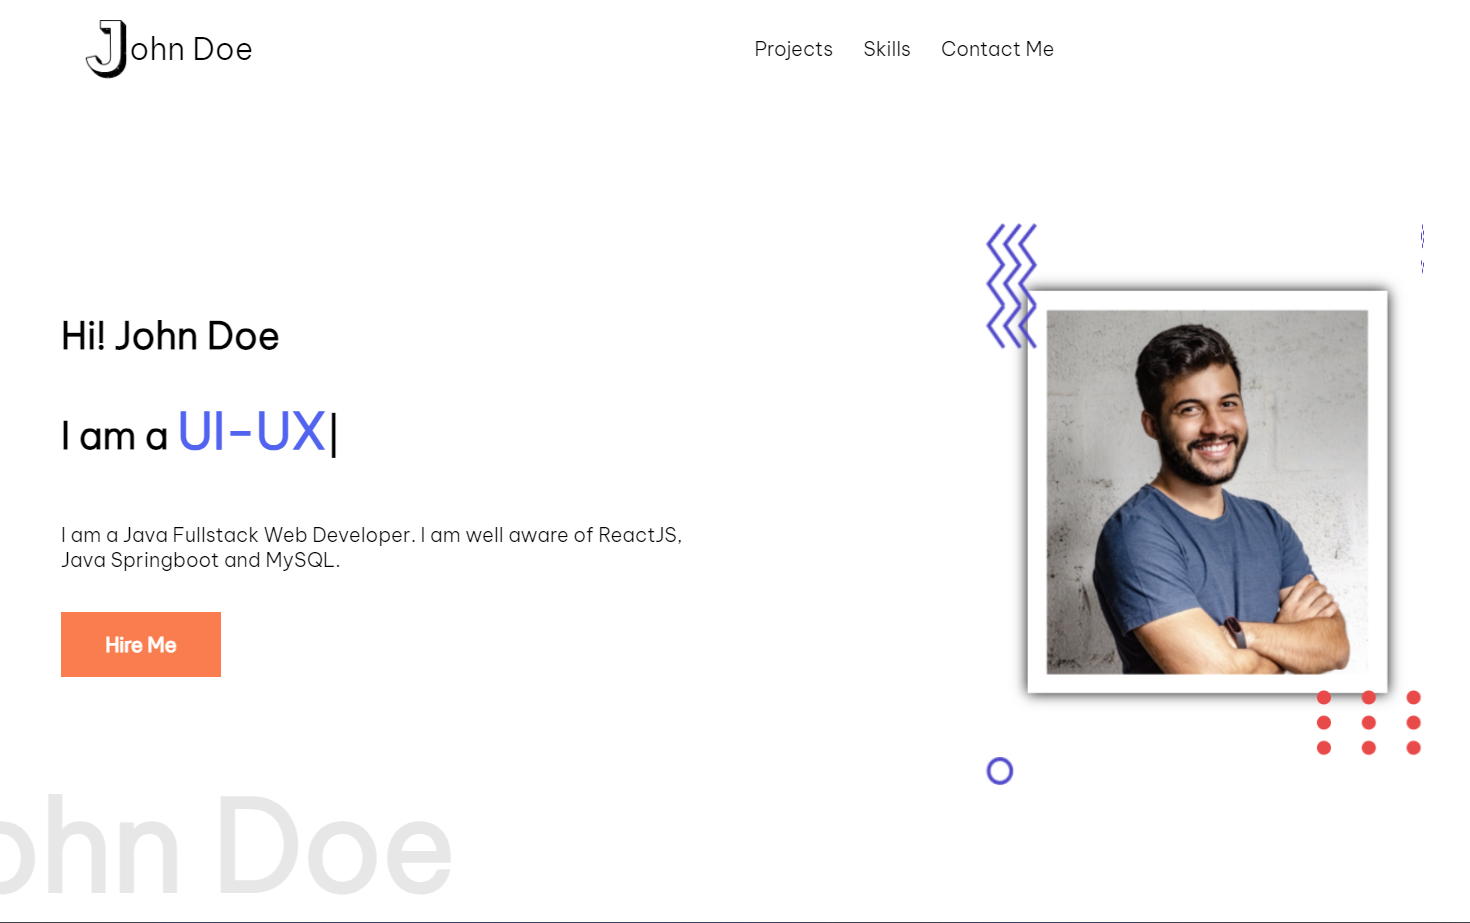 John Doe
Projects Skills Contact Me
Hi! John Doe
I am a UI-UX|
I am a Java Fullstack Web Developer. I am well aware of ReactJS,
Java Springboot and MySQL.
Hire Me
ohn Doe